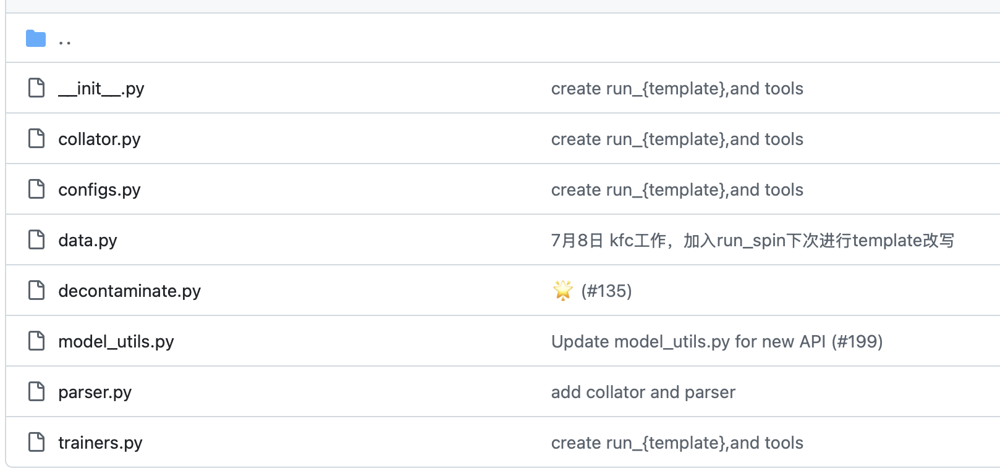 ..
__init__.py create run_{template},and tools
collator.py create run_{template},and tools
configs.py create run_{template},and tools
data.py 7月8日 kfc工作，加入run_spin下次进行template改写
decontaminate.py 🌟 (#135)
model_utils.py Update model_utils.py for new API (#199)
parser.py add collator and parser
trainers.py create run_{template},and tools